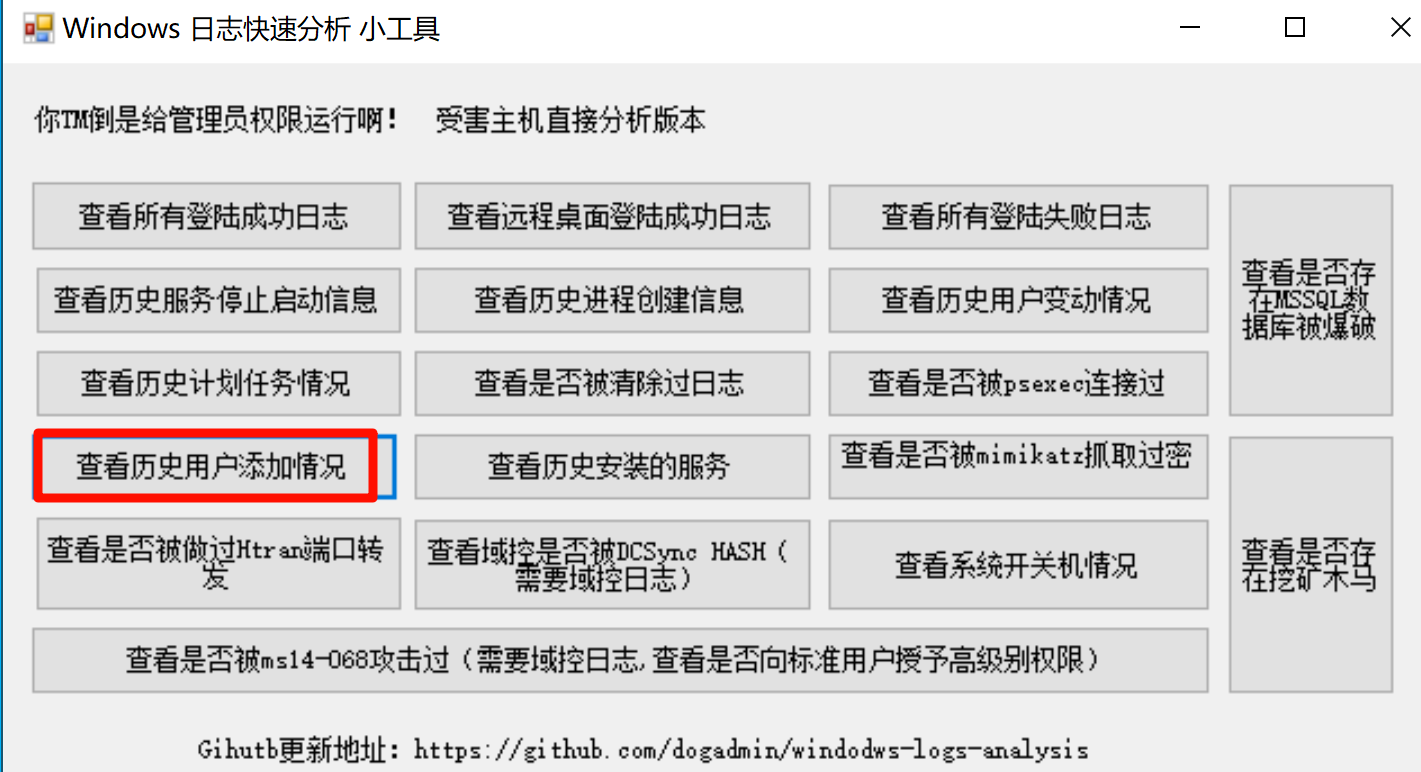 Windows 日志快速分析 小工具
你TM倒是给管理员权限运行啊! 受害主机直接分析版本
查看所有登陆成功日志
查看远程桌面登陆成功日志
查看所有登陆失败日志
查看是否存
在MSSQL数
据库被爆破
查看历史服务停止启动信息
查看历史进程创建信息
查看历史用户变动情况
查看历史计划任务情况
查看是否被清除过日志
查看是否被psexec连接过
查看历史用户添加情况
查看历史安装的服务
查看是否被mimikatz抓取过密
查看是否存
在挖矿木马
查看是否被做过Htran端口转
发
查看域控是否被DCSync HASH（
需要域控日志）
查看系统开关机情况
查看是否被ms14-068攻击过（需要域控日志,查看是否向标准用户授予高级别权限）
Gihutb更新地址：https://github.com/dogadmin/windodws-logs-analysis